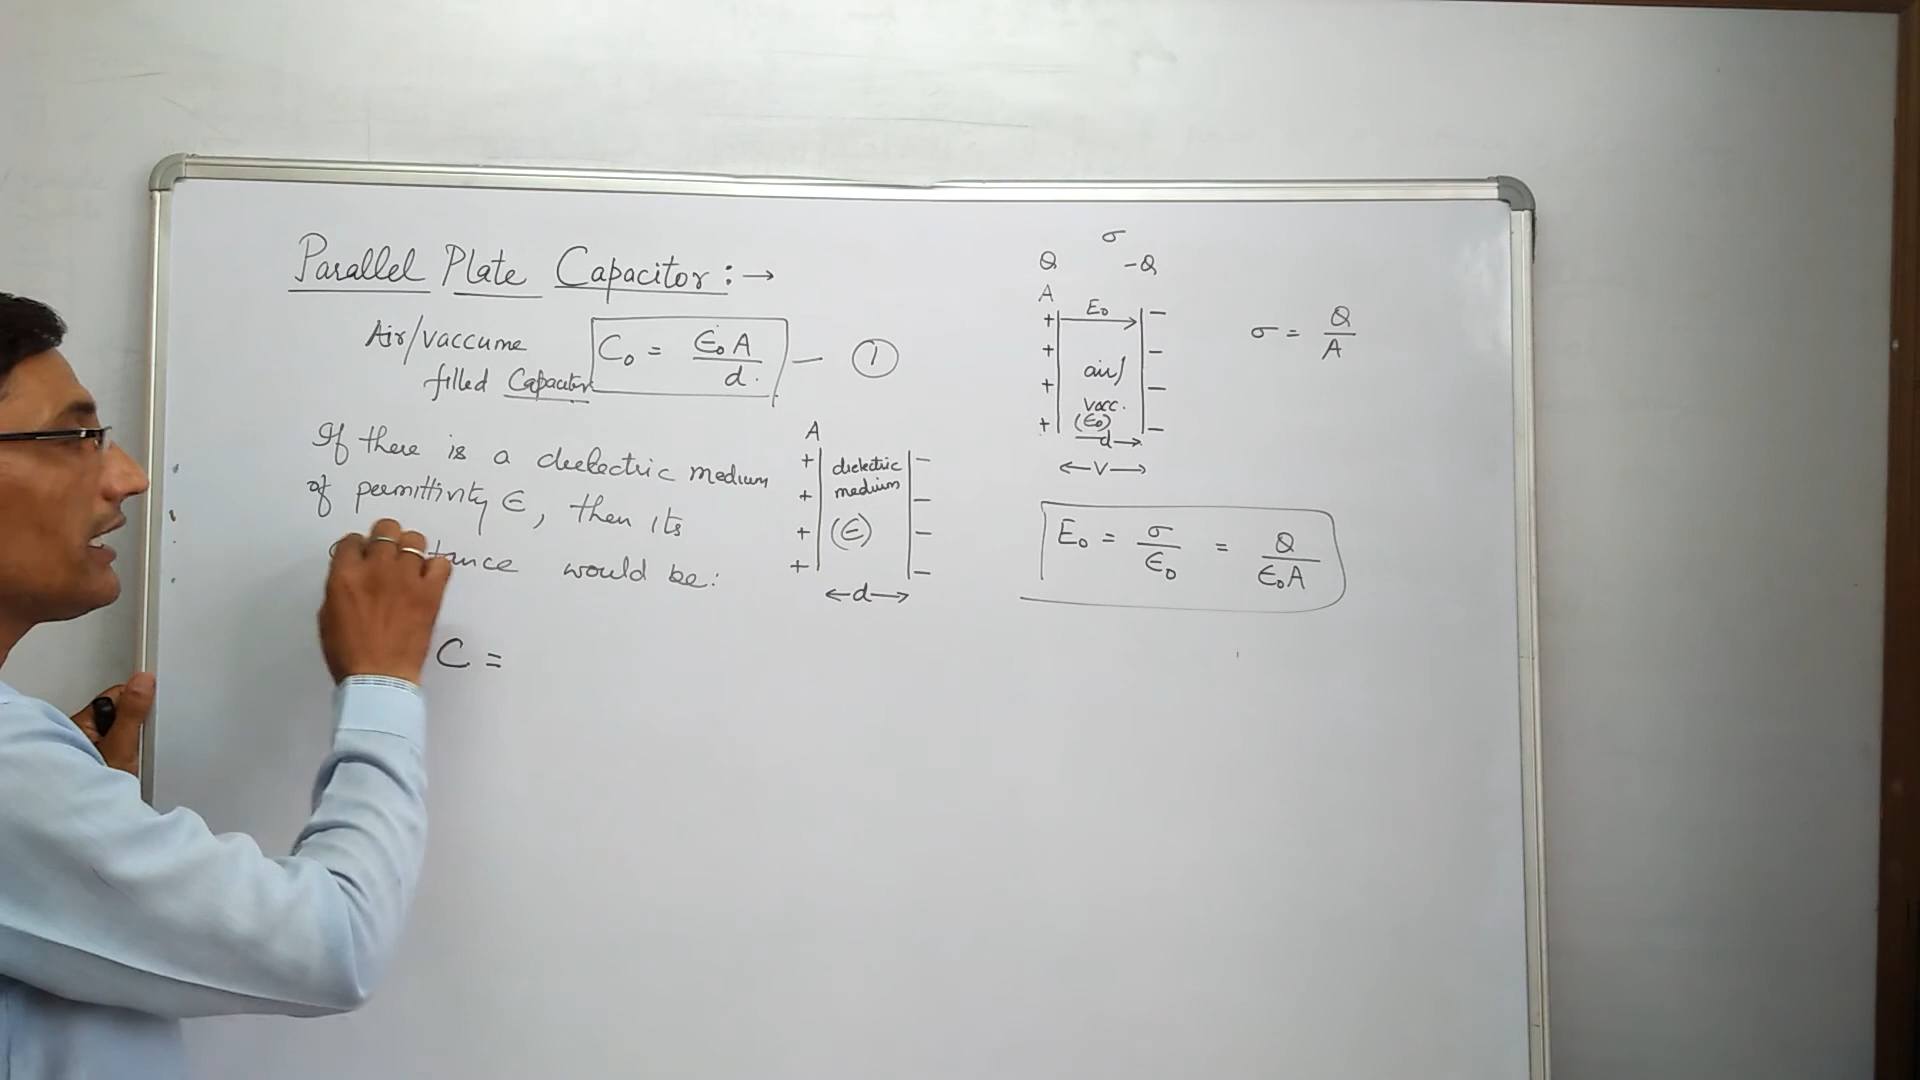 Parallel Plate Capacitor :→
Air/vaccume
filled Capacitor
C₀ = ε₀A / d. — ①
If there is a dielectric medium
of permittivity ∈, then its
would be:
C =
A
+ dielectric −
+ medium −
+ (∈) −
+ −
←d→
σ
Q −Q
A
+ E₀ −
+ −
+ air/ −
vacc.
+ (ε₀) −
d→
←V→
σ = Q / A
E₀ = σ / ε₀ = Q / ε₀A